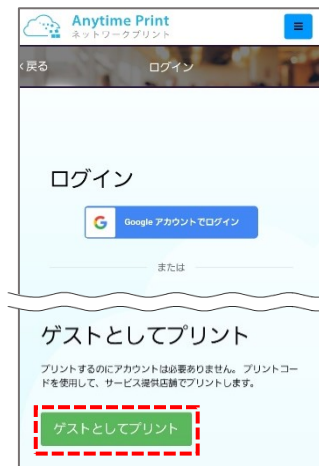 Anytime Print
ネットワークプリント
‹戻る
ログイン
ログイン
G Google アカウントでログイン
または
ゲストとしてプリント
プリントするのにアカウントは必要ありません。 プリントコー
ドを使用して、サービス提供店舗でプリントします。
ゲストとしてプリント